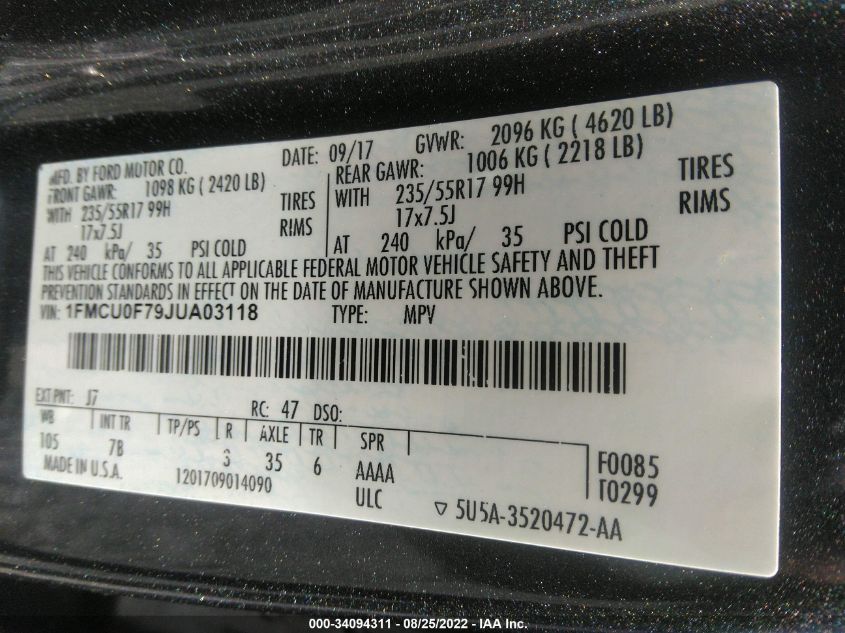 MFD. BY FORD MOTOR CO.
DATE: 09/17 GVWR: 2096 KG ( 4620 LB)
FRONT GAWR: 1098 KG ( 2420 LB)
WITH 235/55R17 99H TIRES
17x7.5J RIMS
AT 240 kPa/ 35 PSI COLD
REAR GAWR: 1006 KG ( 2218 LB)
WITH 235/55R17 99H TIRES
17x7.5J RIMS
AT 240 kPa/ 35 PSI COLD
THIS VEHICLE CONFORMS TO ALL APPLICABLE FEDERAL MOTOR VEHICLE SAFETY AND THEFT
PREVENTION STANDARDS IN EFFECT ON THE DATE OF MANUFACTURE SHOWN ABOVE.
VIN: 1FMCU0F79JUA03118 TYPE: MPV
EXT PNT: J7 RC: 47 DSO:
WB INT TR TP/PS R AXLE TR SPR
105 7B 3 35 6 AAAA F0085
MADE IN U.S.A. 1201709014090 ULC T0299
▽ 5U5A-3520472-AA
000-34094311 - 08/25/2022 - IAA Inc.